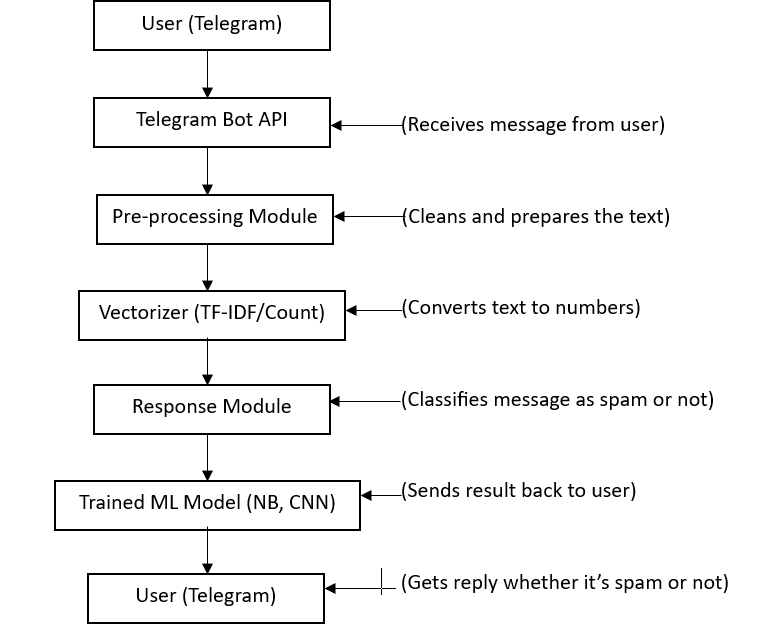 User (Telegram)
Telegram Bot API
(Receives message from user)
Pre-processing Module
(Cleans and prepares the text)
Vectorizer (TF-IDF/Count)
(Converts text to numbers)
Response Module
(Classifies message as spam or not)
Trained ML Model (NB, CNN)
(Sends result back to user)
User (Telegram)
(Gets reply whether it’s spam or not)